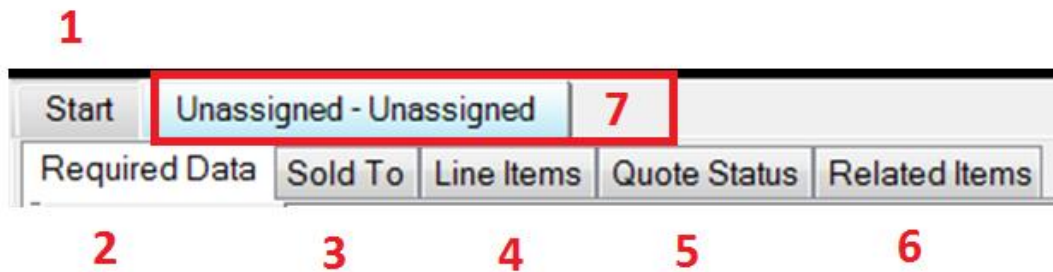 1
Start Unassigned - Unassigned 7
Required Data Sold To Line Items Quote Status Related Items
2 3 4 5 6